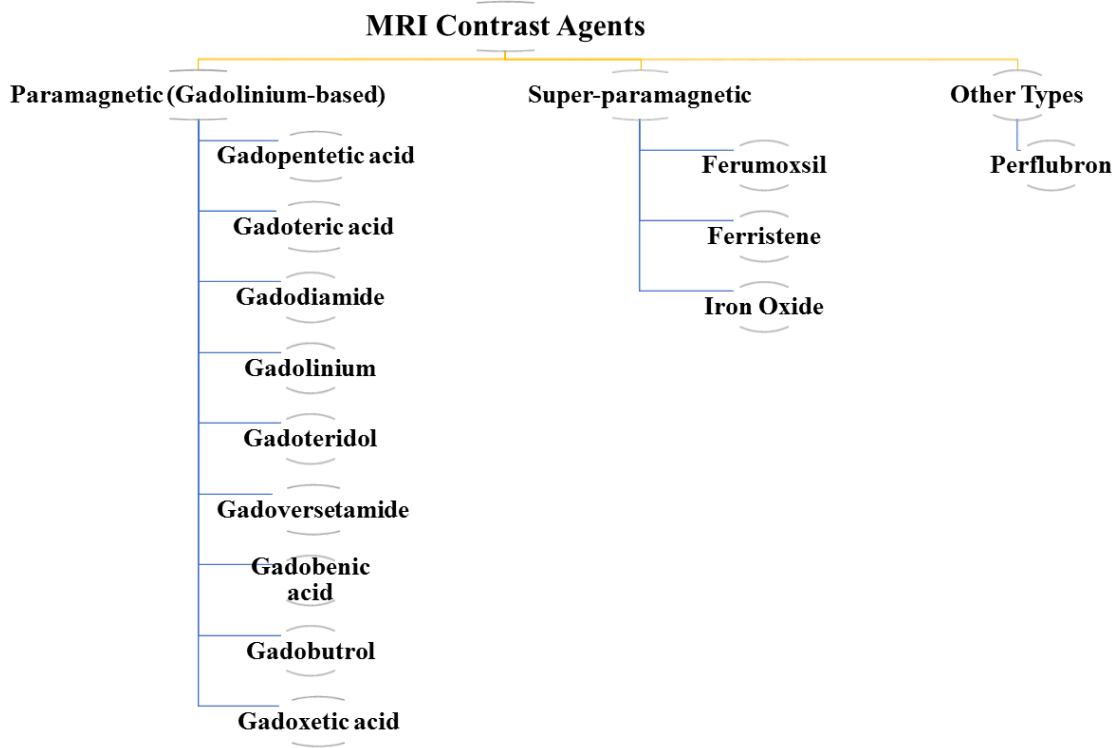 MRI Contrast Agents
Paramagnetic (Gadolinium-based)
Gadopentetic acid
Gadoteric acid
Gadodiamide
Gadolinium
Gadoteridol
Gadoversetamide
Gadobenic
acid
Gadobutrol
Gadoxetic acid
Super-paramagnetic
Ferumoxsil
Ferristene
Iron Oxide
Other Types
Perflubron